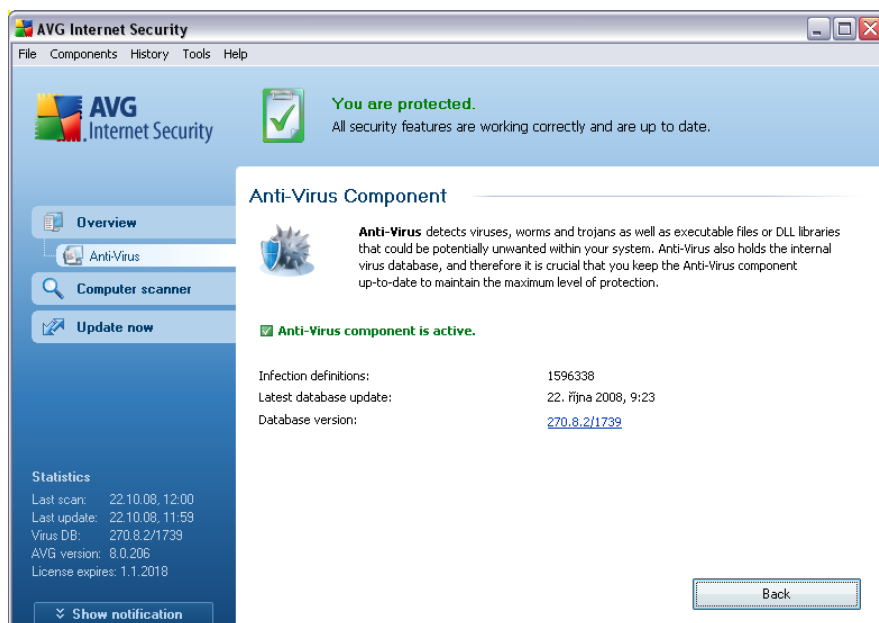 AVG Internet Security
File Components History Tools Help
AVG
Internet Security
You are protected.
All security features are working correctly and are up to date.
Overview
Anti-Virus
Computer scanner
Update now
Anti-Virus Component
Anti-Virus detects viruses, worms and trojans as well as executable files or DLL libraries
that could be potentially unwanted within your system. Anti-Virus also holds the internal
virus database, and therefore it is crucial that you keep the Anti-Virus component
up-to-date to maintain the maximum level of protection.
Anti-Virus component is active.
Infection definitions: 1596338
Latest database update: 22. října 2008, 9:23
Database version: 270.8.2/1739
Statistics
Last scan: 22.10.08, 12:00
Last update: 22.10.08, 11:59
Virus DB: 270.8.2/1739
AVG version: 8.0.206
License expires: 1.1.2018
Show notification
Back